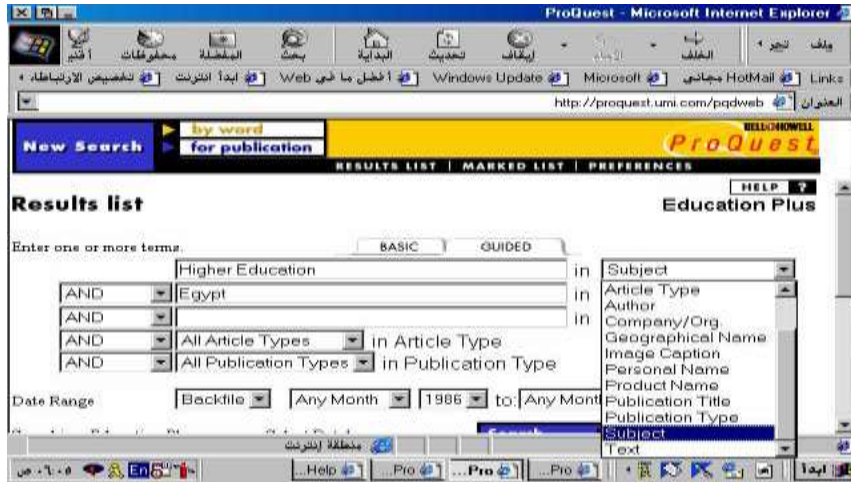 ProQuest - Microsoft Internet Explorer
ملف تحرير الخلف الأمام إيقاف تحديث البداية بحث المفضلة محفوظات
Links HotMail مجاني Microsoft Windows Update أفضل ما في Web ابدأ انترنت تخصيص الارتباطات
العنوان http://proquest.umi.com/pqdweb
New Search by word
for publication
BELL&HOWELL
ProQuest
RESULTS LIST | MARKED LIST | PREFERENCES
HELP ?
Results list Education Plus
Enter one or more terms. BASIC GUIDED
Higher Education in Subject
AND Egypt in
AND in
AND All Article Types in Article Type
AND All Publication Types in Publication Type
Article Type
Author
Company/Org.
Geographical Name
Image Caption
Personal Name
Product Name
Publication Title
Publication Type
Subject
Text
Date Range Backfile Any Month 1986 to: Any Mont
Search
منطقة إنترنت
ابدأ ...Pro ...Pro ...Pro ...Help En